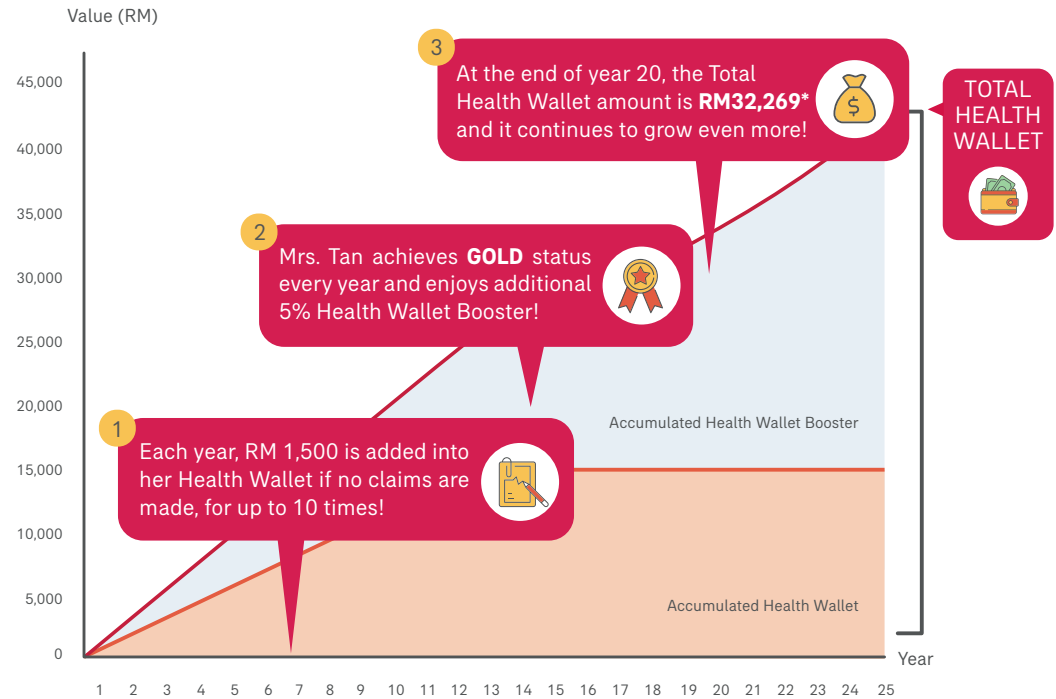 Value (RM)
45,000
40,000
35,000
30,000
25,000
20,000
15,000
10,000
5,000
0
3
At the end of year 20, the Total
Health Wallet amount is RM32,269*
and it continues to grow even more!
$
TOTAL
HEALTH
WALLET
2
Mrs. Tan achieves GOLD status
every year and enjoys additional
5% Health Wallet Booster!
1
Each year, RM 1,500 is added into
her Health Wallet if no claims are
made, for up to 10 times!
Accumulated Health Wallet Booster
Accumulated Health Wallet
Year
1 2 3 4 5 6 7 8 9 10 11 12 13 14 15 16 17 18 19 20 21 22 23 24 25